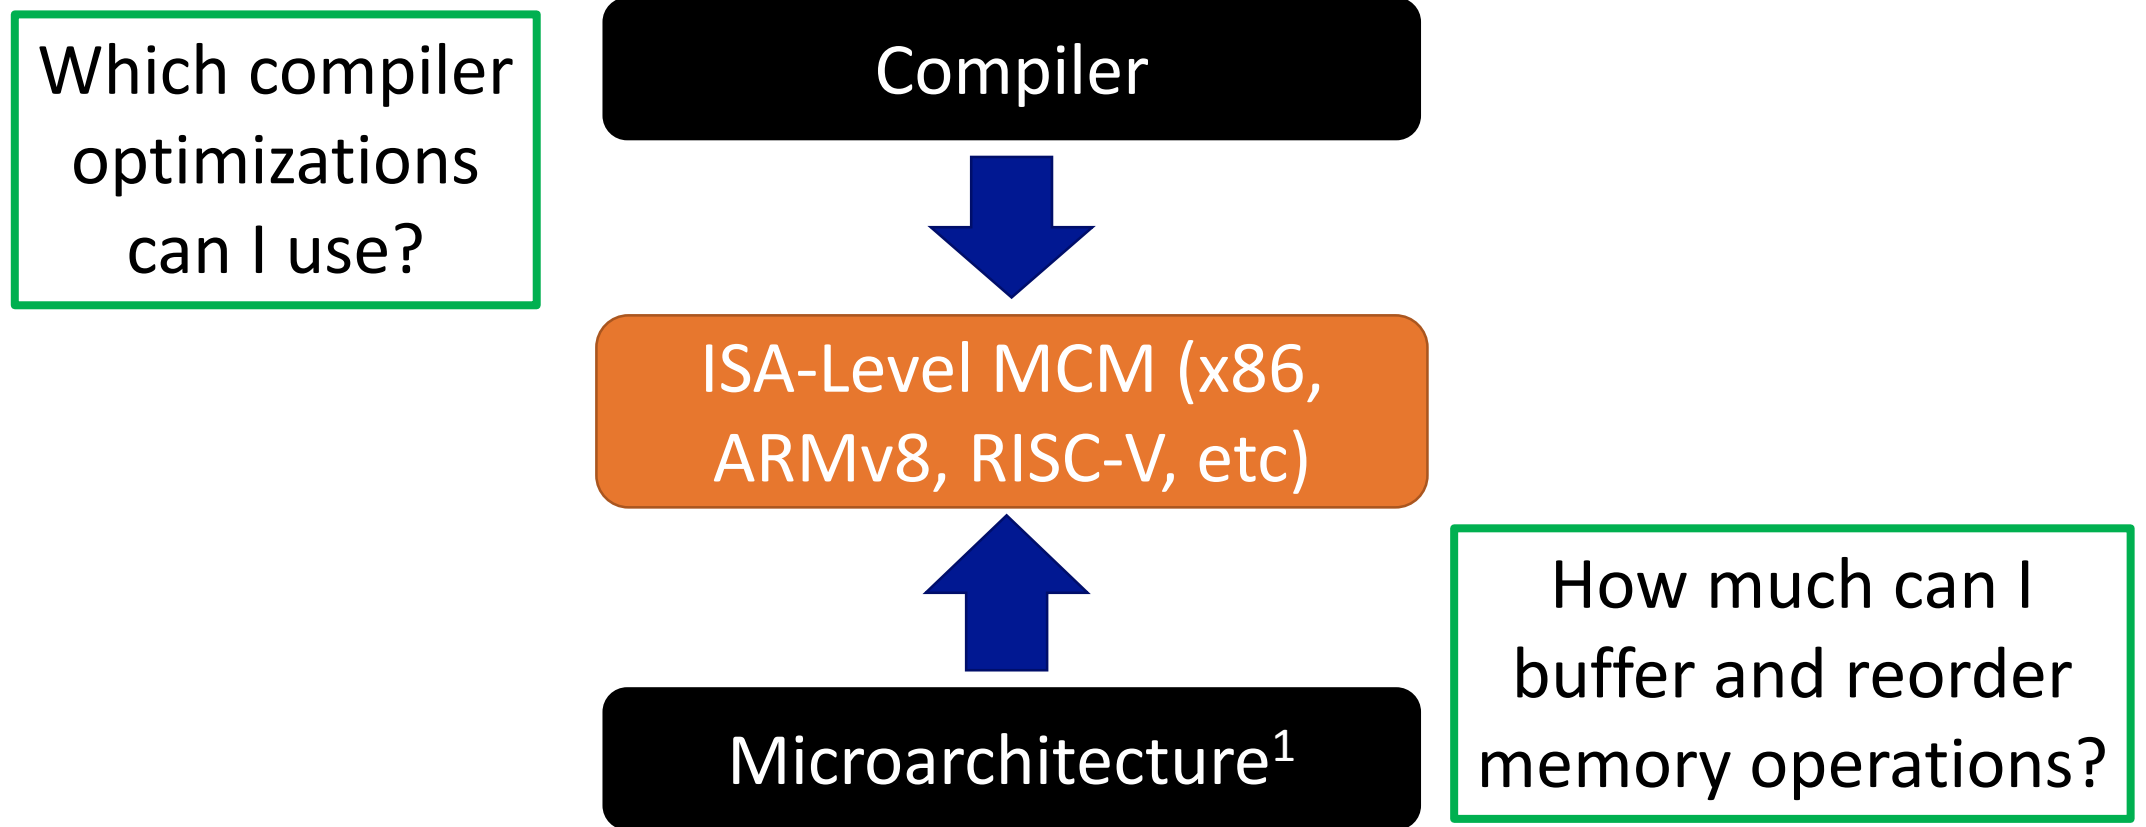 Which compiler
optimizations
can I use?
Compiler
ISA-Level MCM (x86,
ARMv8, RISC-V, etc)
How much can I
buffer and reorder
memory operations?
Microarchitecture¹